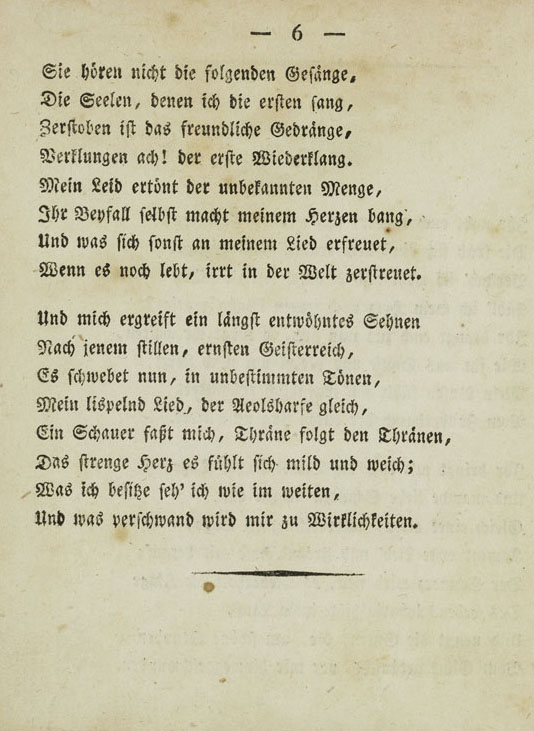 — 6 —
Sie hören nicht die folgenden Gesänge,
Die Seelen, denen ich die ersten sang,
Zerstoben ist das freundliche Gedränge,
Verklungen ach! der erste Wiederklang.
Mein Leid ertönt der unbekannten Menge,
Ihr Beyfall selbst macht meinem Herzen bang,
Und was sich sonst an meinem Lied erfreuet,
Wenn es noch lebt, irrt in der Welt zerstreuet.
Und mich ergreift ein längst entwöhntes Sehnen
Nach jenem stillen, ernsten Geisterreich,
Es schwebet nun, in unbestimmten Tönen,
Mein lispelnd Lied, der Aeolsharfe gleich,
Ein Schauer faßt mich, Thräne folgt den Thränen,
Das strenge Herz es fühlt sich mild und weich;
Was ich besitze seh' ich wie im weiten,
Und was verschwand wird mir zu Wirklichkeiten.